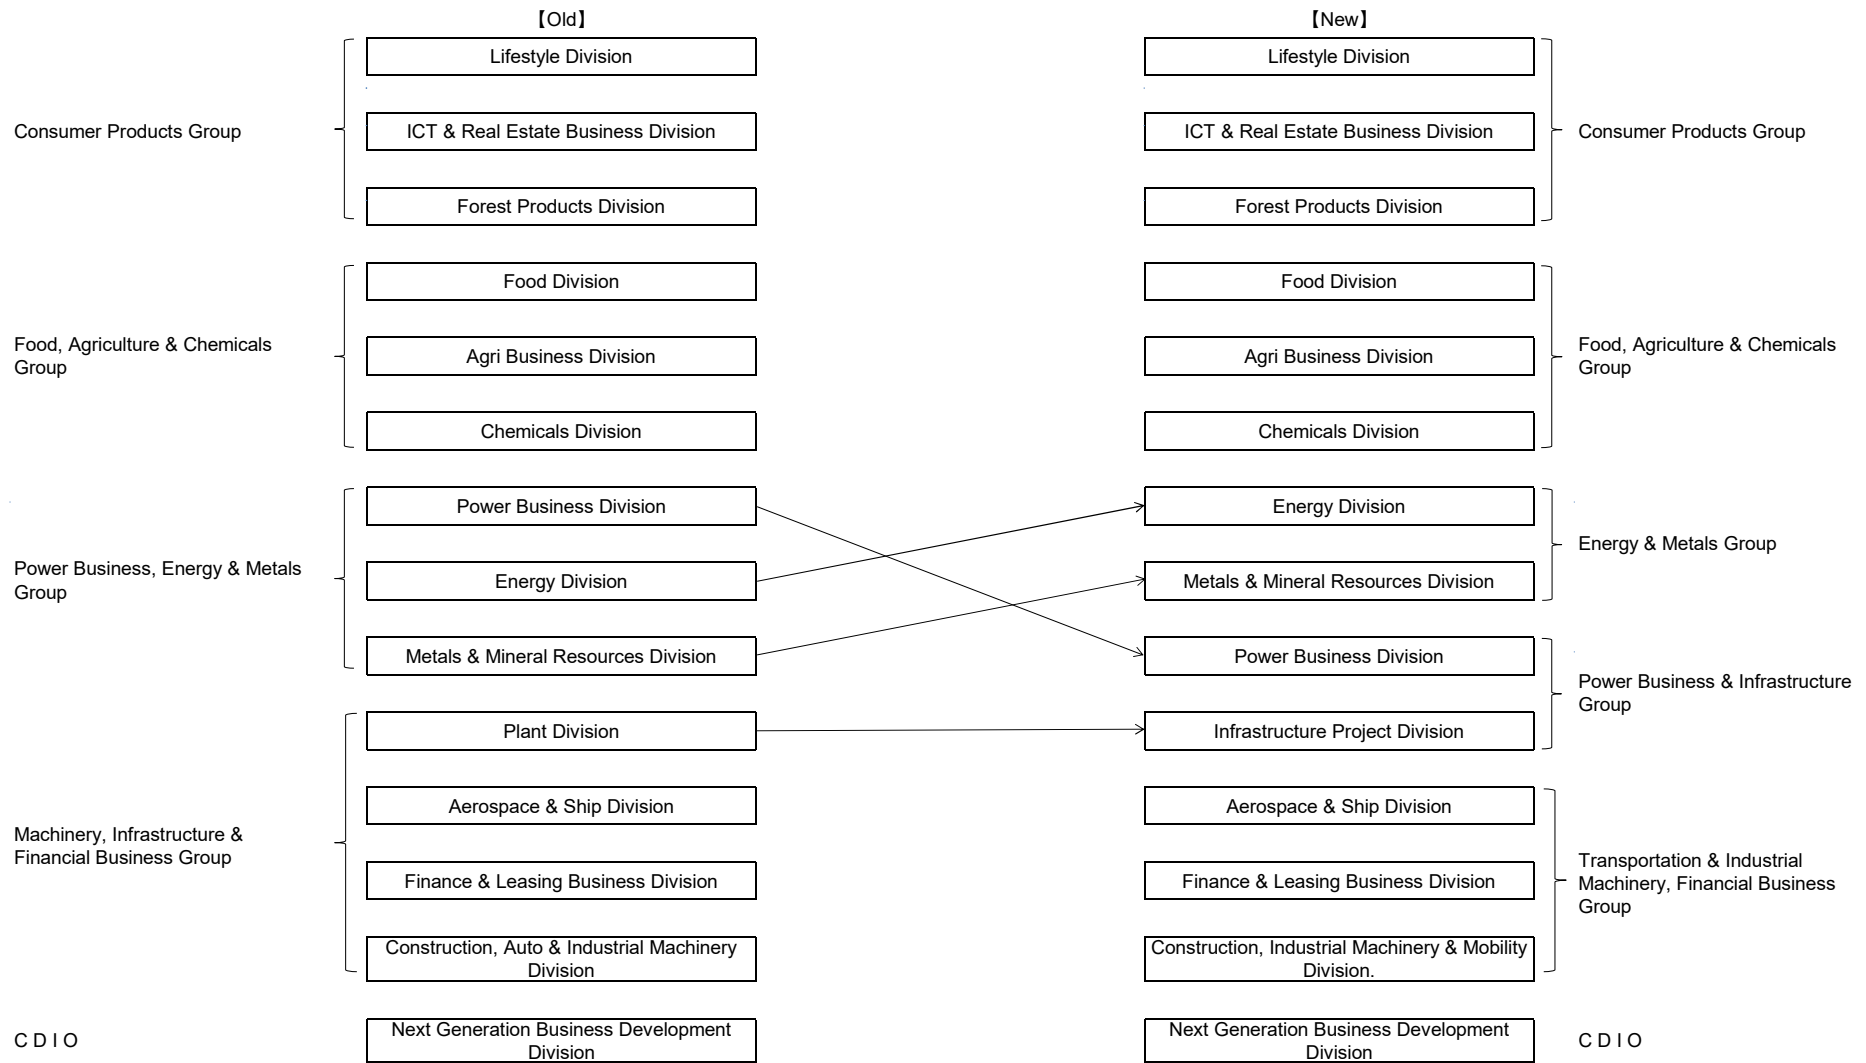 【Old】
【New】
Lifestyle Division
Lifestyle Division
Consumer Products Group
ICT & Real Estate Business Division
ICT & Real Estate Business Division
Consumer Products Group
Forest Products Division
Forest Products Division
Food Division
Food Division
Food, Agriculture & Chemicals
Group
Agri Business Division
Agri Business Division
Food, Agriculture & Chemicals
Group
Chemicals Division
Chemicals Division
Power Business Division
Energy Division
Energy & Metals Group
Power Business, Energy & Metals
Group
Energy Division
Metals & Mineral Resources Division
Metals & Mineral Resources Division
Power Business Division
Power Business & Infrastructure
Group
Plant Division
Infrastructure Project Division
Aerospace & Ship Division
Aerospace & Ship Division
Machinery, Infrastructure &
Financial Business Group
Finance & Leasing Business Division
Finance & Leasing Business Division
Transportation & Industrial
Machinery, Financial Business
Group
Construction, Auto & Industrial Machinery
Division
Construction, Industrial Machinery & Mobility
Division.
C D I O
Next Generation Business Development
Division
Next Generation Business Development
Division
C D I O